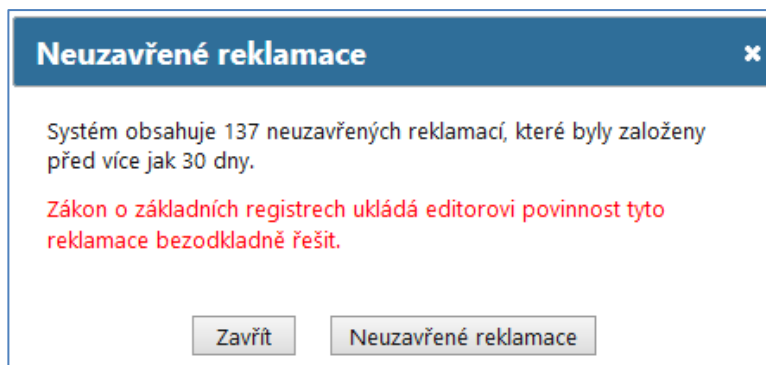 Neuzavřené reklamace
Systém obsahuje 137 neuzavřených reklamací, které byly založeny
před více jak 30 dny.
Zákon o základních registrech ukládá editorovi povinnost tyto
reklamace bezodkladně řešit.
Zavřít
Neuzavřené reklamace